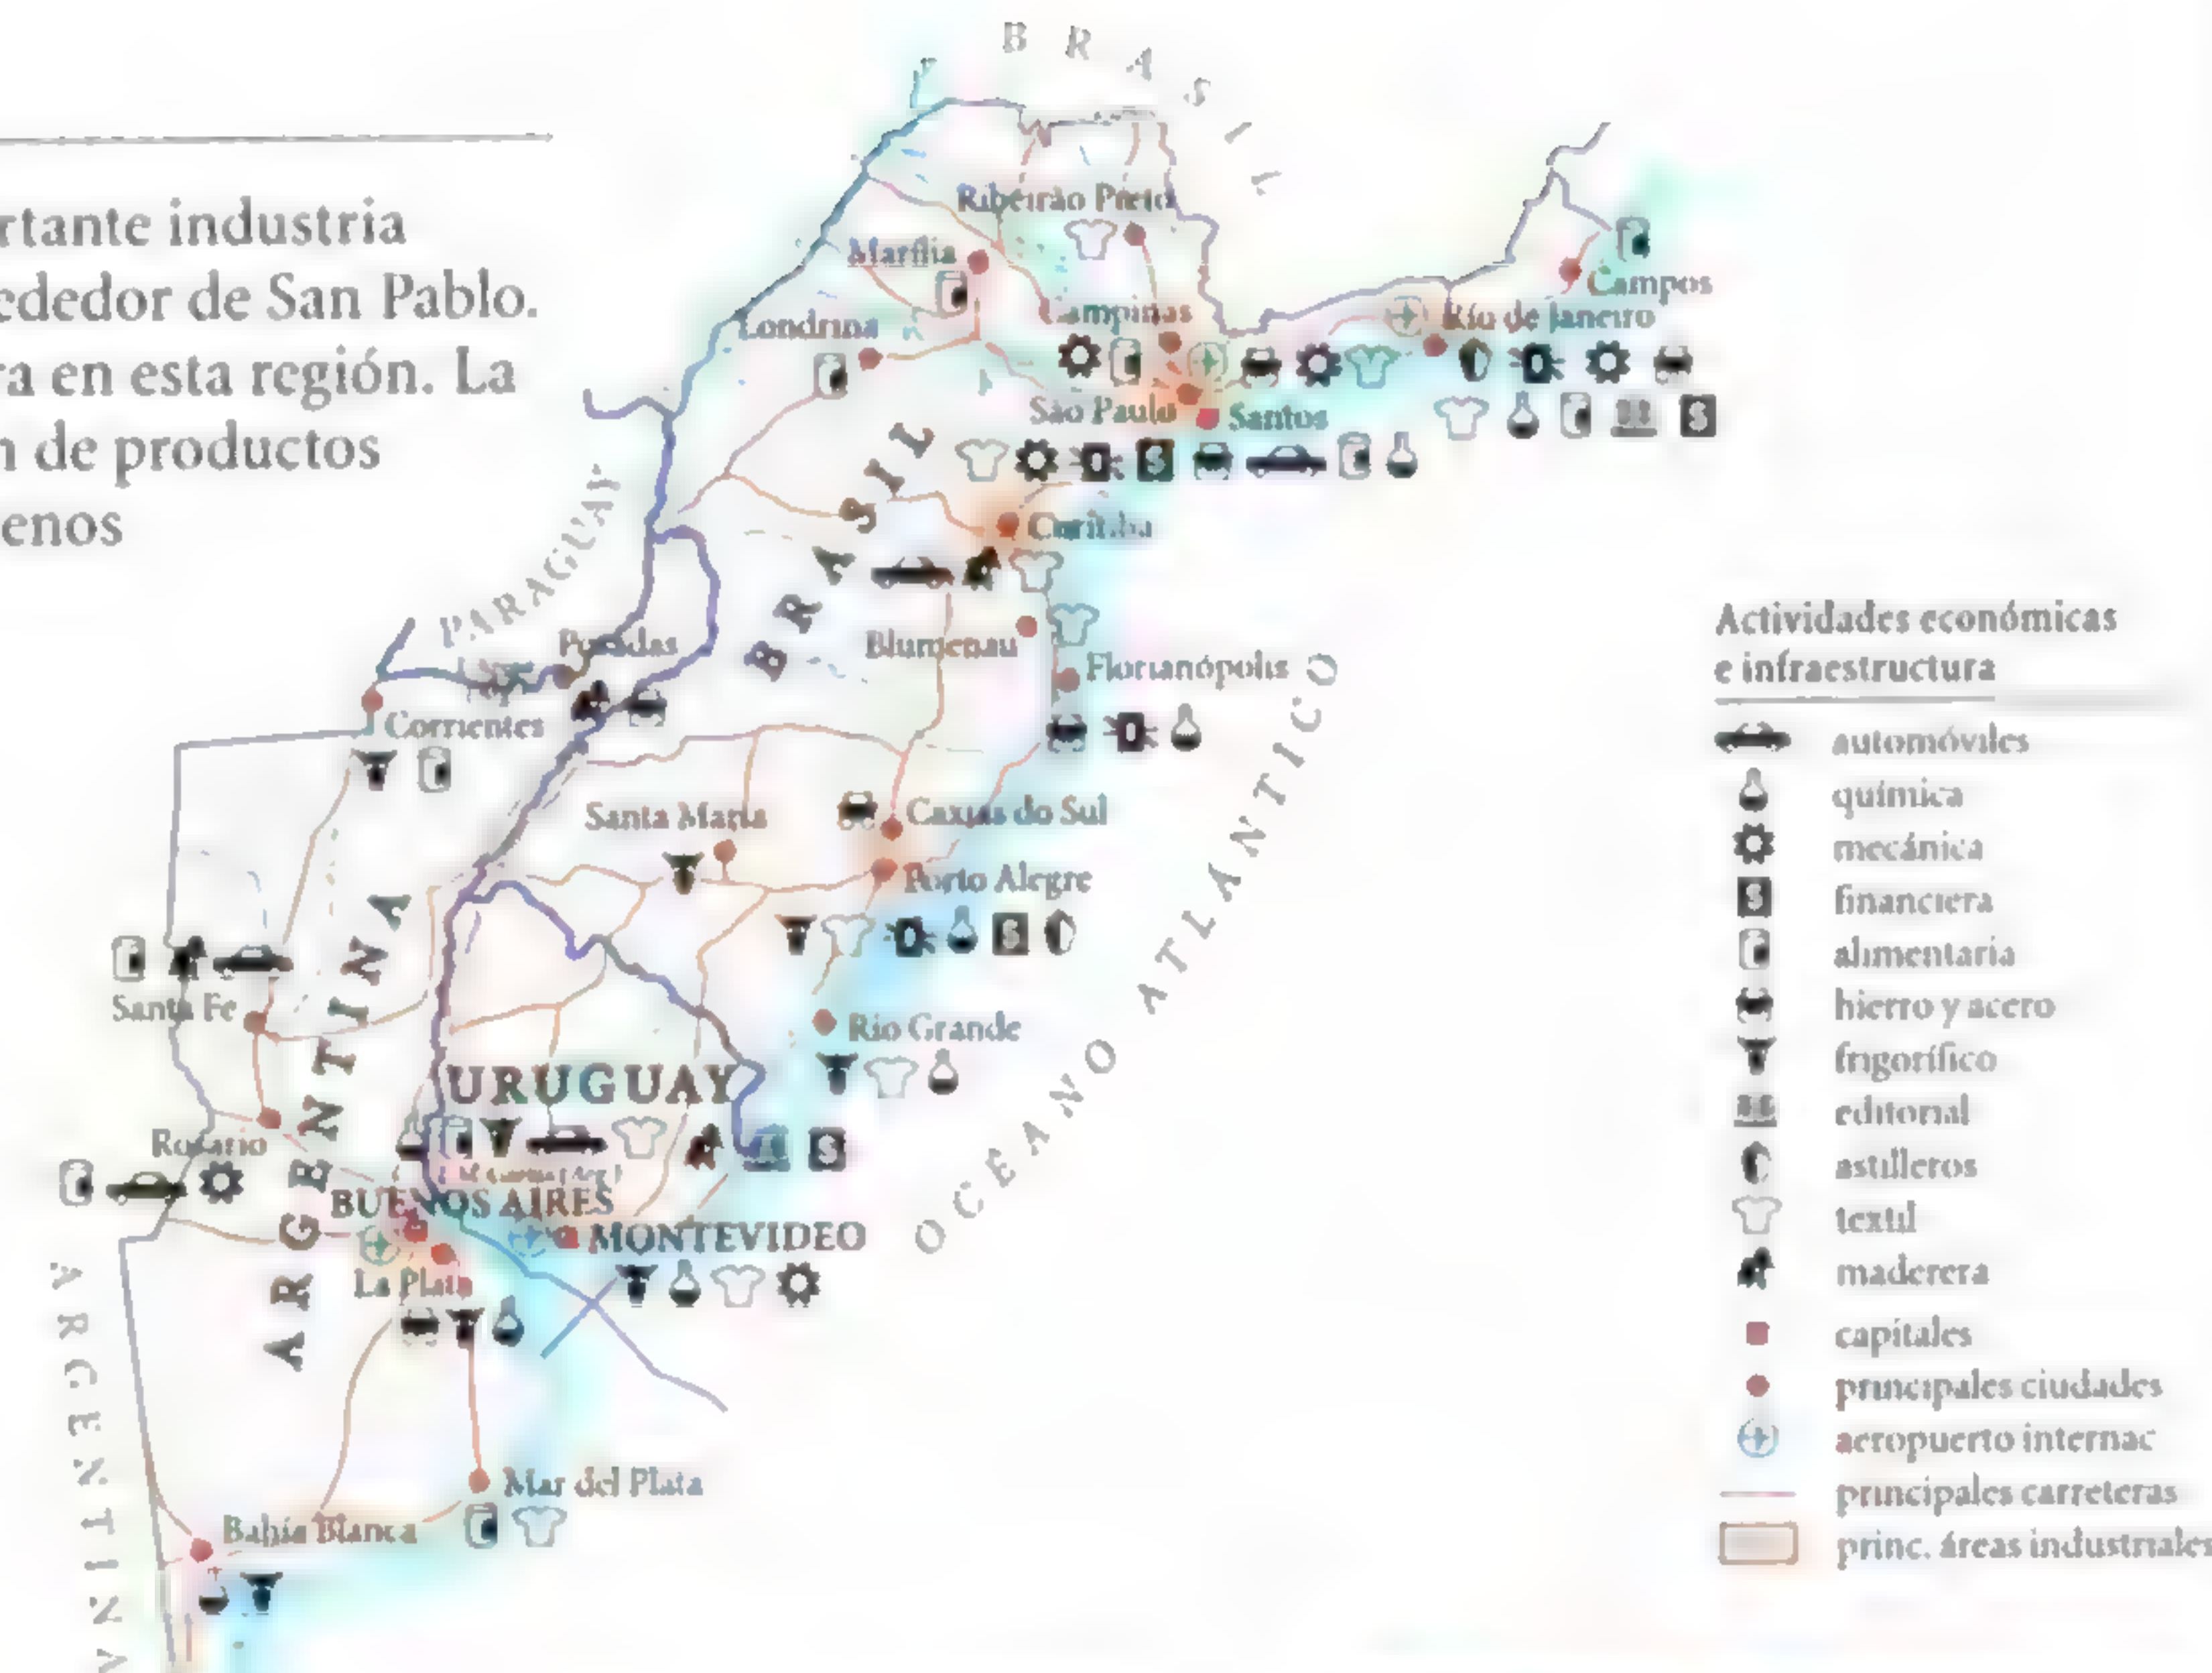 rtante industria
ededor de San Pablo.
ra en esta región. La
n de productos
enos
BRASIL
Ribeirão Preto
Marília
Campos
Campinas
Río de Janeiro
Londrina
São Paulo
Santos
BRASIL
Curitiba
PARAGUAY
Posadas
Blumenau
Florianópolis
Corrientes
Santa Maria
Caxias do Sul
Porto Alegre
OCEANO ATLANTICO
ARGENTINA
Santa Fe
Rio Grande
URUGUAY
Rosario
BUENOS AIRES
MONTEVIDEO
La Plata
ARGENTINA
Mar del Plata
Bahía Blanca
Actividades económicas
e infraestructura
automóviles
química
mecánica
financiera
alimentaria
hierro y acero
frigorífico
editorial
astilleros
textil
maderera
capitales
principales ciudades
aeropuerto internac
principales carreteras
princ. áreas industriales